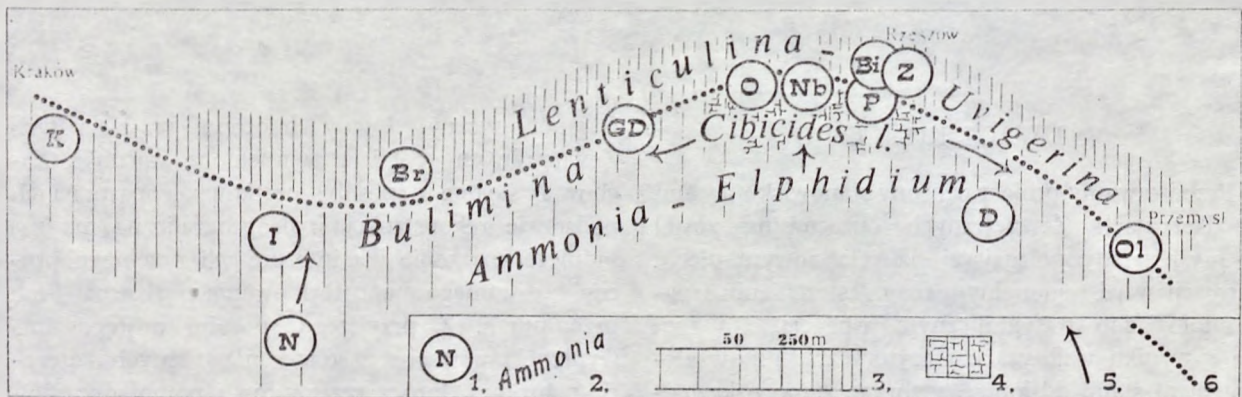 Kraków
Rzeszów
Przemyśl
Lenticulina - Uvigerina
Bulimina
Cibicides l.
Ammonia - Elphidium
K
I
N
Br
GD
O
Nb
Bi
Z
P
D
Ol
N 1. Ammonia 2. 50 250m 3. 4. 5. 6